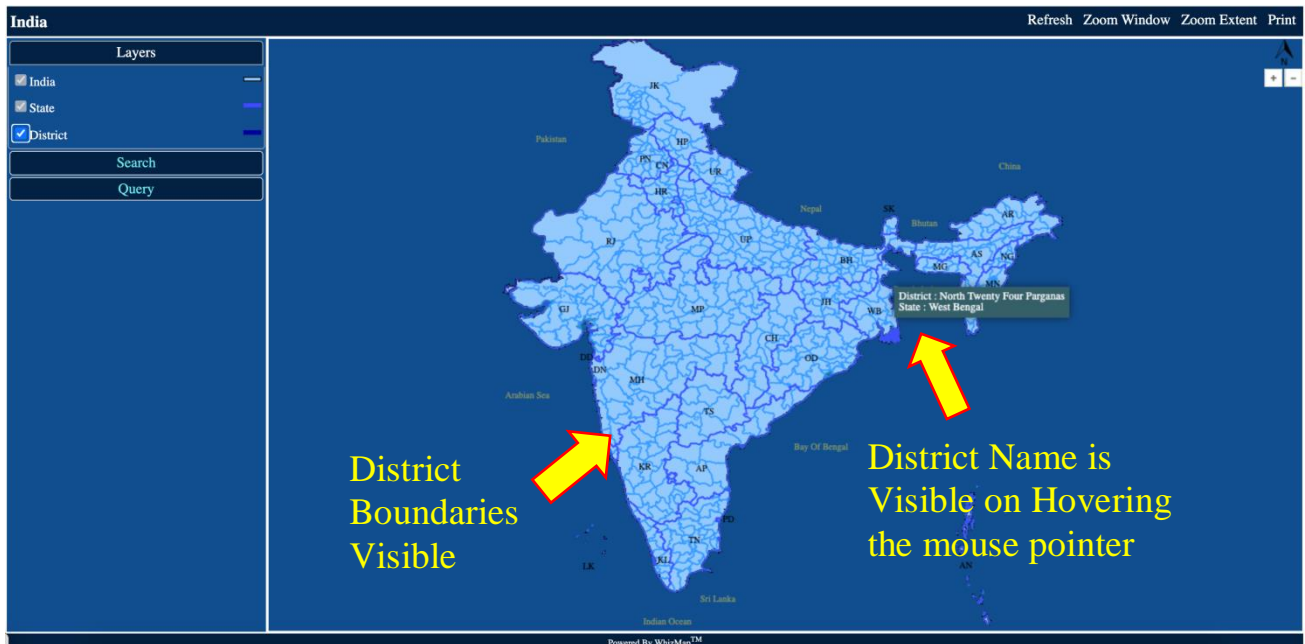 India
Refresh Zoom Window Zoom Extent Print
Layers
India
State
District
Search
Query
N
+ -
JK
Pakistan
HP
PN
CN
UR
China
HR
Nepal
SK
Bhutan
AR
RJ
UP
BH
AS
NG
MG
MN
District : North Twenty Four Parganas
State : West Bengal
GJ
MP
JH
WB
CH
OD
DD
DN
MH
Arabian Sea
TS
Bay Of Bengal
District
Boundaries
Visible
District Name is
Visible on Hovering
the mouse pointer
KR
AP
PD
TN
KL
LK
AN
Sri Lanka
Indian Ocean
Powered By WhizMap™